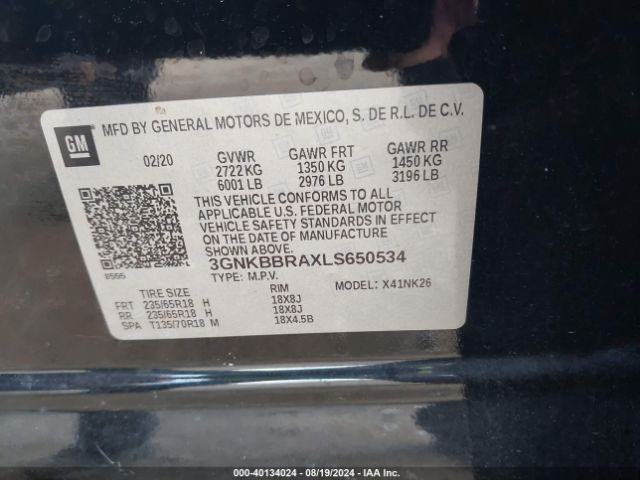 GM
MFD BY GENERAL MOTORS DE MEXICO, S. DE R.L. DE C.V.
02/20 GVWR GAWR FRT GAWR RR
2722 KG 1350 KG 1450 KG
6001 LB 2976 LB 3196 LB
THIS VEHICLE CONFORMS TO ALL
APPLICABLE U.S. FEDERAL MOTOR
VEHICLE SAFETY STANDARDS IN EFFECT
ON THE DATE OF MANUFACTURE SHOWN ABOVE.
3GNKBBRAXLS650534
TYPE: M.P.V. MODEL: X41NK26
TIRE SIZE RIM
FRT 235/65R18 H 18X8J
RR 235/65R18 H 18X8J
SPA T135/70R18 M 18X4.5B
000-40134024 - 08/19/2024 - IAA Inc.